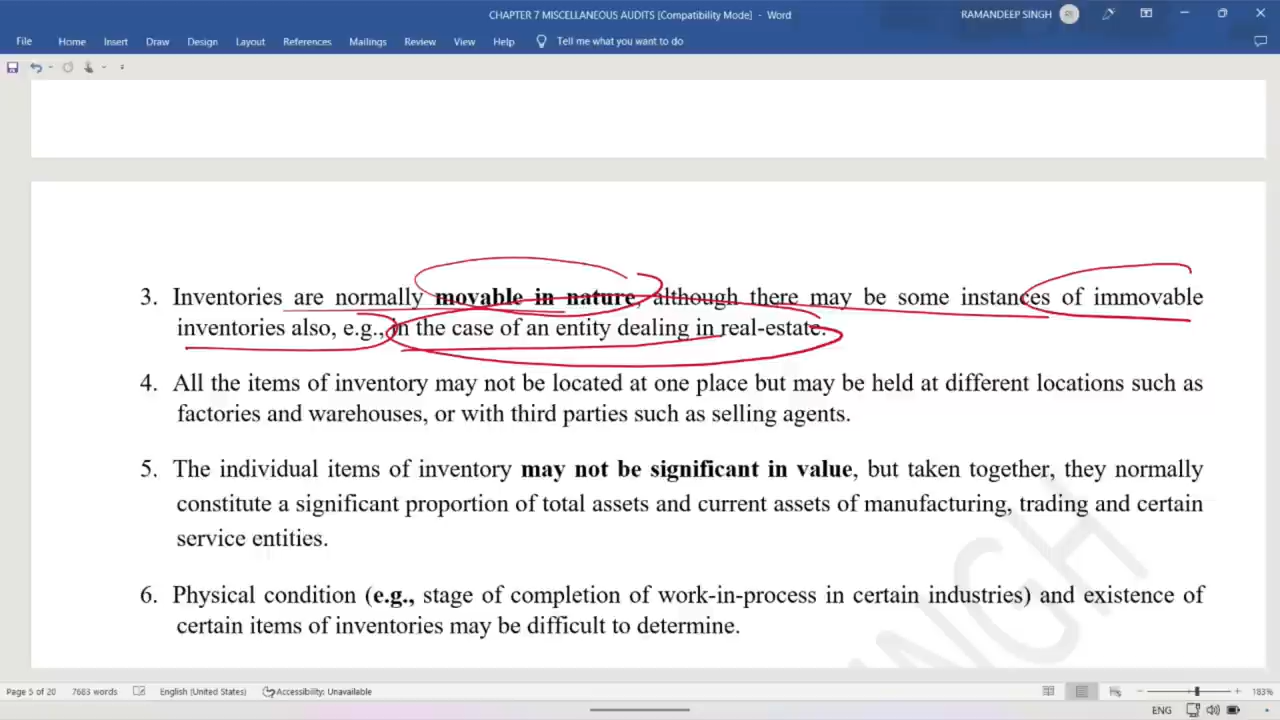 CHAPTER 7 MISCELLANEOUS AUDITS [Compatibility Mode] - Word
RAMANDEEP SINGH
RS
File Home Insert Draw Design Layout References Mailings Review View Help Tell me what you want to do
3. Inventories are normally movable in nature, although there may be some instances of immovable
inventories also, e.g., in the case of an entity dealing in real-estate.
4. All the items of inventory may not be located at one place but may be held at different locations such as
factories and warehouses, or with third parties such as selling agents.
5. The individual items of inventory may not be significant in value, but taken together, they normally
constitute a significant proportion of total assets and current assets of manufacturing, trading and certain
service entities.
6. Physical condition (e.g., stage of completion of work-in-process in certain industries) and existence of
certain items of inventories may be difficult to determine.
INGH
Page 5 of 20 7683 words English (United States) Accessibility: Unavailable 183%
ENG